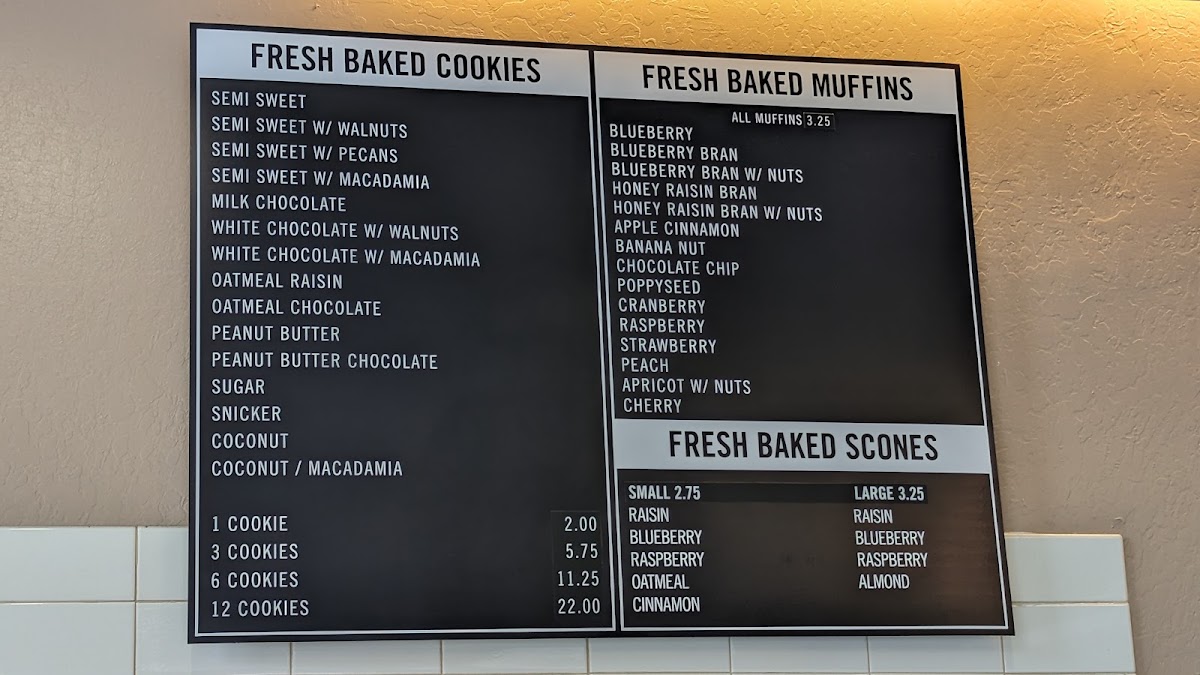 FRESH BAKED COOKIES
SEMI SWEET
SEMI SWEET W/ WALNUTS
SEMI SWEET W/ PECANS
SEMI SWEET W/ MACADAMIA
MILK CHOCOLATE
WHITE CHOCOLATE W/ WALNUTS
WHITE CHOCOLATE W/ MACADAMIA
OATMEAL RAISIN
OATMEAL CHOCOLATE
PEANUT BUTTER
PEANUT BUTTER CHOCOLATE
SUGAR
SNICKER
COCONUT
COCONUT / MACADAMIA
1 COOKIE 2.00
3 COOKIES 5.75
6 COOKIES 11.25
12 COOKIES 22.00
FRESH BAKED MUFFINS
ALL MUFFINS 3.25
BLUEBERRY
BLUEBERRY BRAN
BLUEBERRY BRAN W/ NUTS
HONEY RAISIN BRAN
HONEY RAISIN BRAN W/ NUTS
APPLE CINNAMON
BANANA NUT
CHOCOLATE CHIP
POPPYSEED
CRANBERRY
RASPBERRY
STRAWBERRY
PEACH
APRICOT W/ NUTS
CHERRY
FRESH BAKED SCONES
SMALL 2.75 LARGE 3.25
RAISIN RAISIN
BLUEBERRY BLUEBERRY
RASPBERRY RASPBERRY
OATMEAL ALMOND
CINNAMON